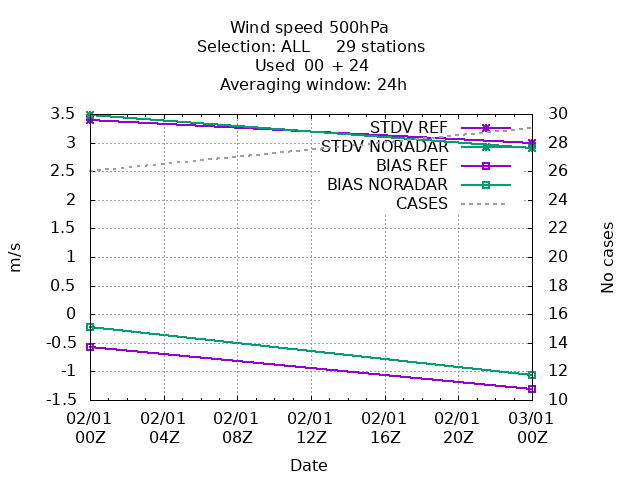 Wind speed 500hPa
Selection: ALL 29 stations
Used 00 + 24
Averaging window: 24h
3.5
3
2.5
2
1.5
1
0.5
0
-0.5
-1
-1.5
m/s
STDV REF
STDV NORADAR
BIAS REF
BIAS NORADAR
CASES
30
28
26
24
22
20
18
16
14
12
10
No cases
02/01 02/01 02/01 02/01 02/01 02/01 03/01
00Z 04Z 08Z 12Z 16Z 20Z 00Z
Date